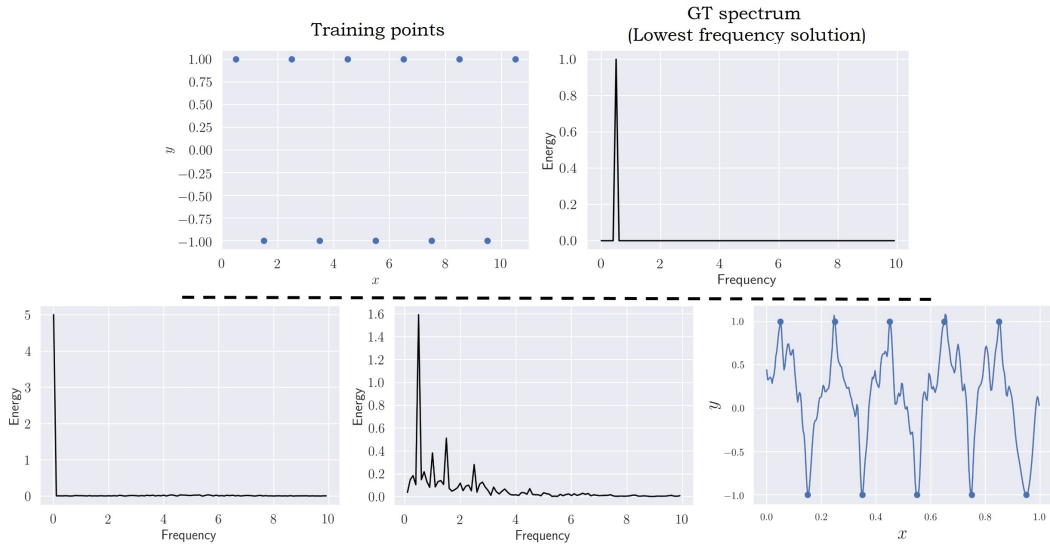 Training points
GT spectrum
(Lowest frequency solution)
1.00
0.75
0.50
0.25
0.00
−0.25
−0.50
−0.75
−1.00
y
0 2 4 6 8 10
x
1.0
0.8
0.6
0.4
0.2
0.0
Energy
0 2 4 6 8 10
Frequency
5
4
3
2
1
0
Energy
0 2 4 6 8 10
Frequency
1.6
1.4
1.2
1.0
0.8
0.6
0.4
0.2
0.0
Energy
0 2 4 6 8 10
Frequency
1.0
0.5
0.0
−0.5
−1.0
y
0.0 0.2 0.4 0.6 0.8 1.0
x